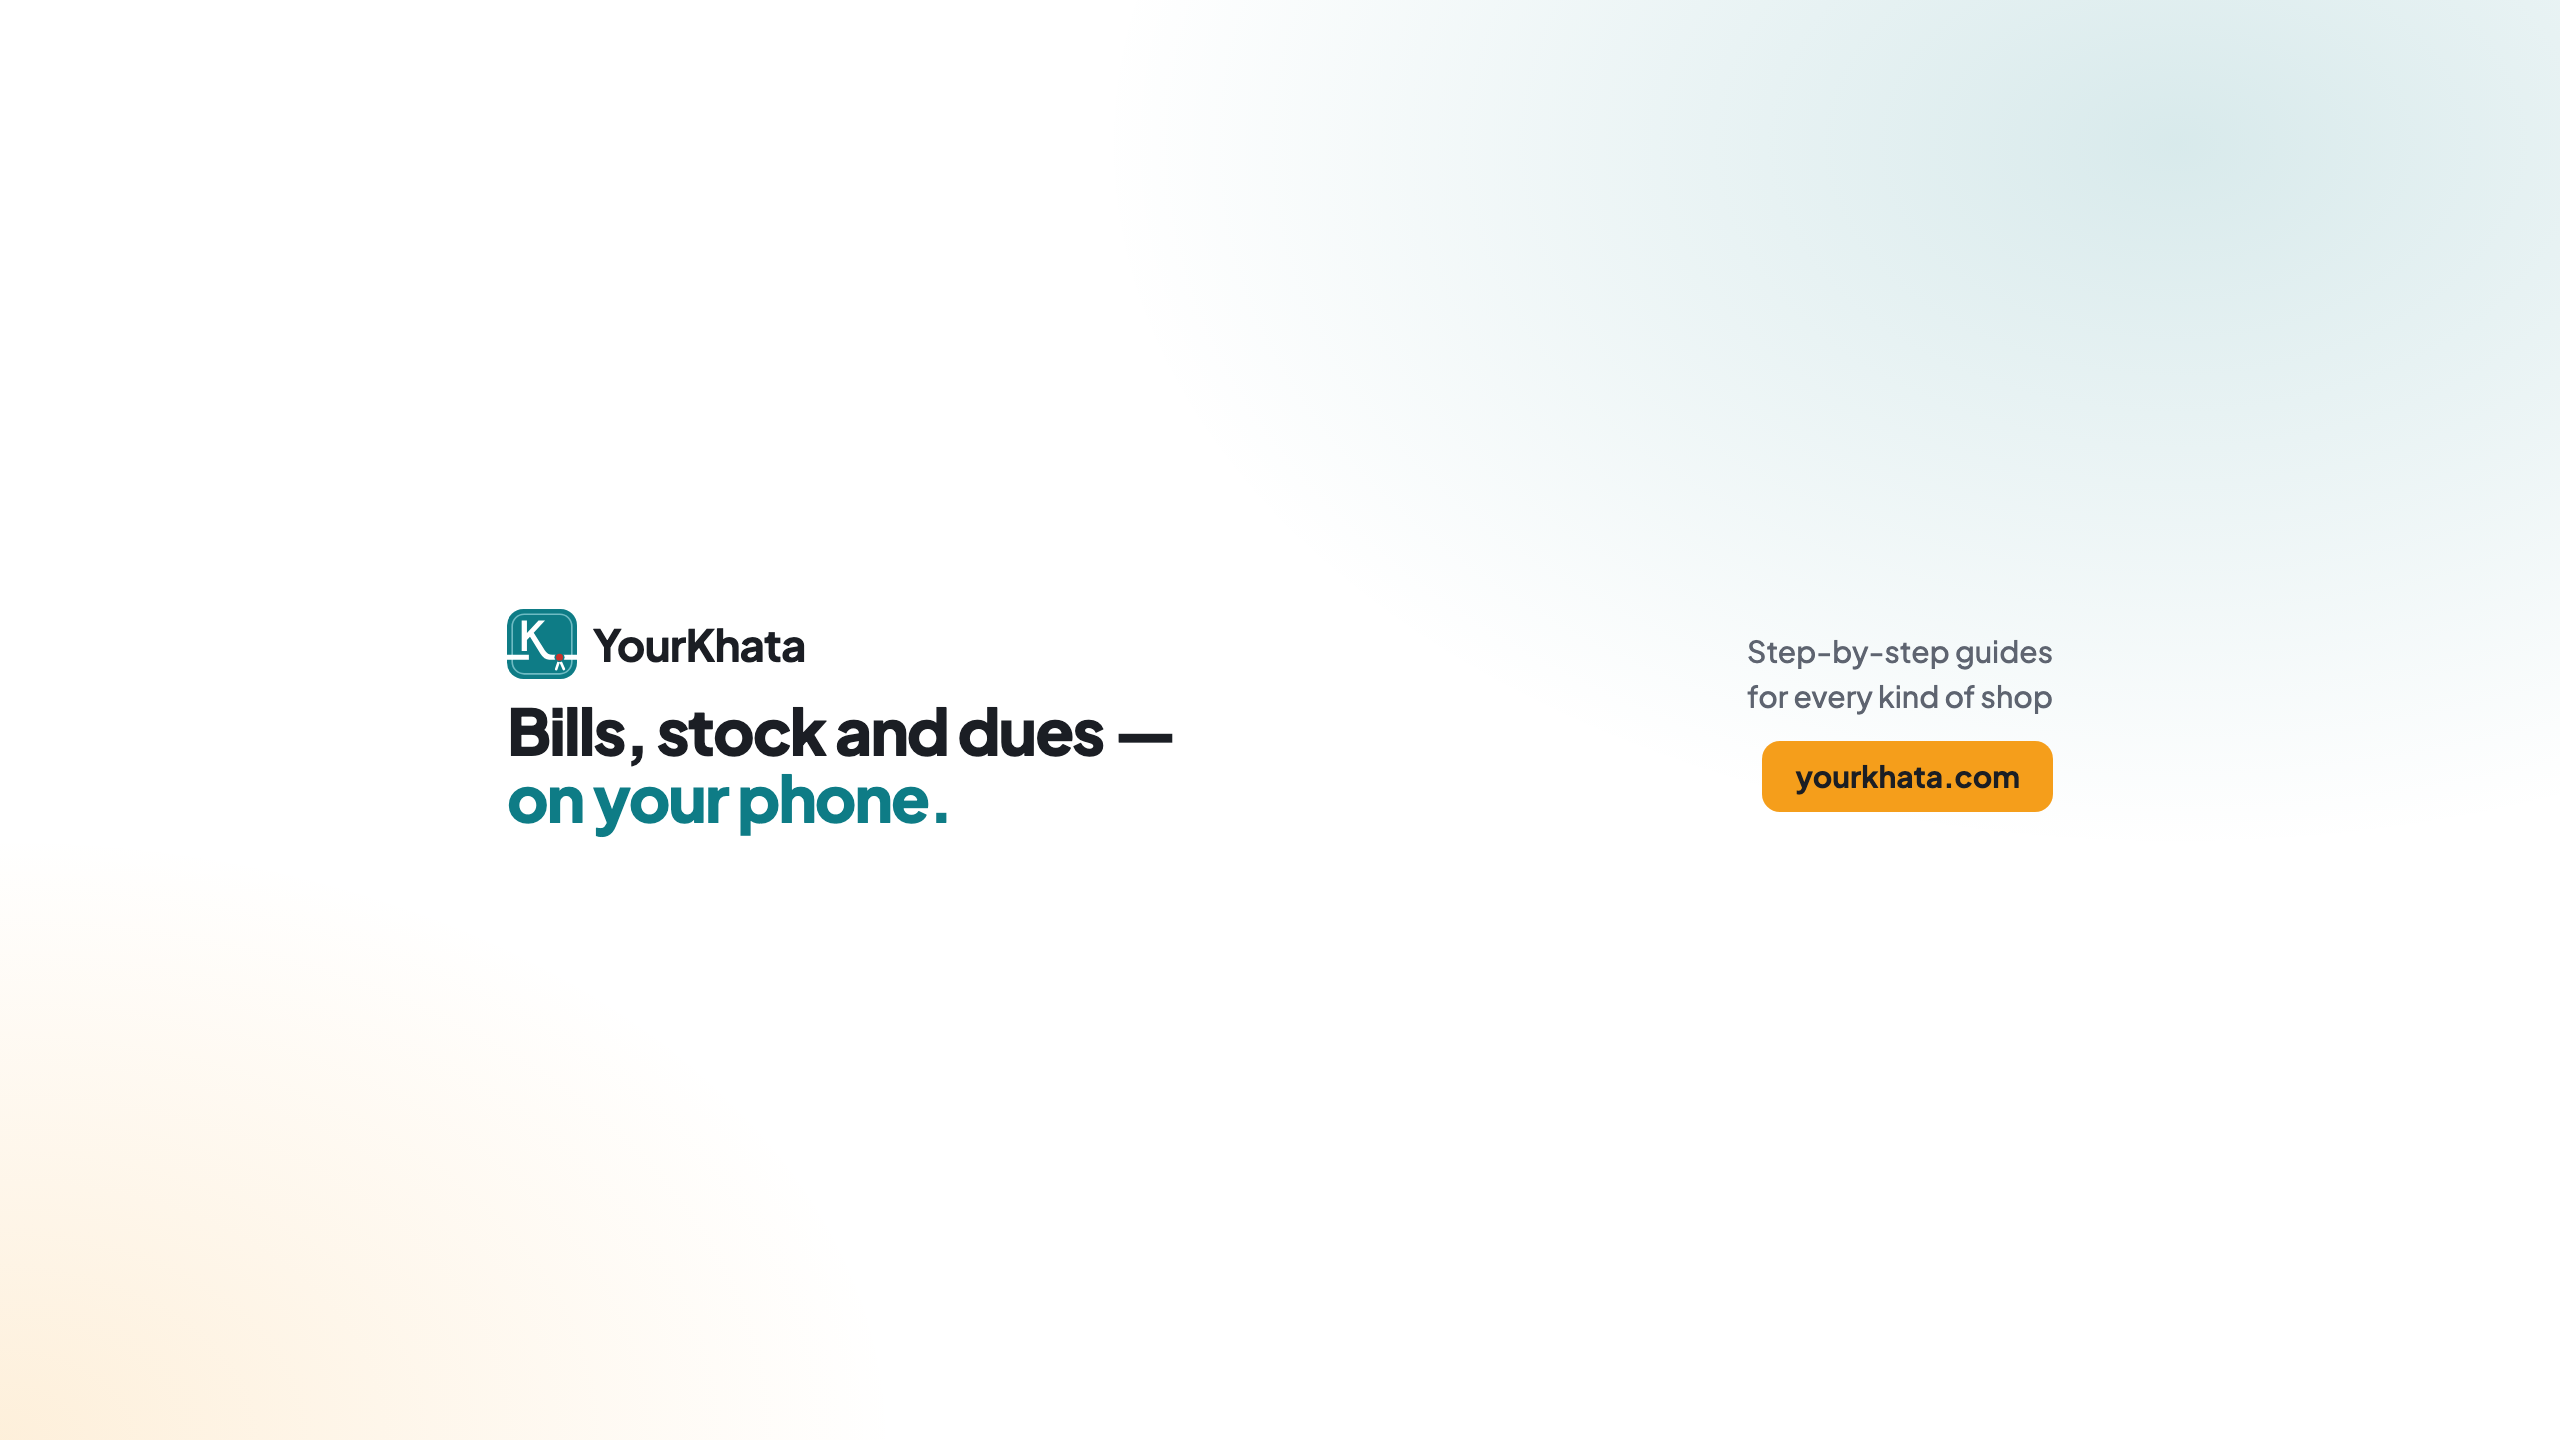 K
YourKhata
Bills, stock and dues —
on your phone.
Step-by-step guides
for every kind of shop
yourkhata.com